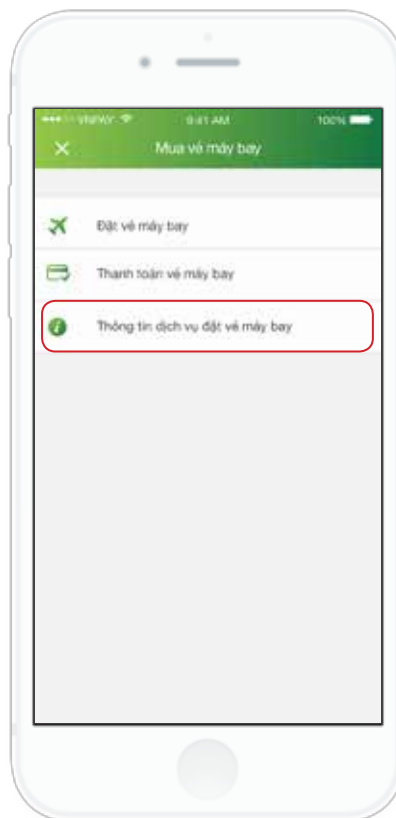 9:41 AM 100%
Mua vé máy bay
Đặt vé máy bay
Thanh toán vé máy bay
Thông tin dịch vụ đặt vé máy bay